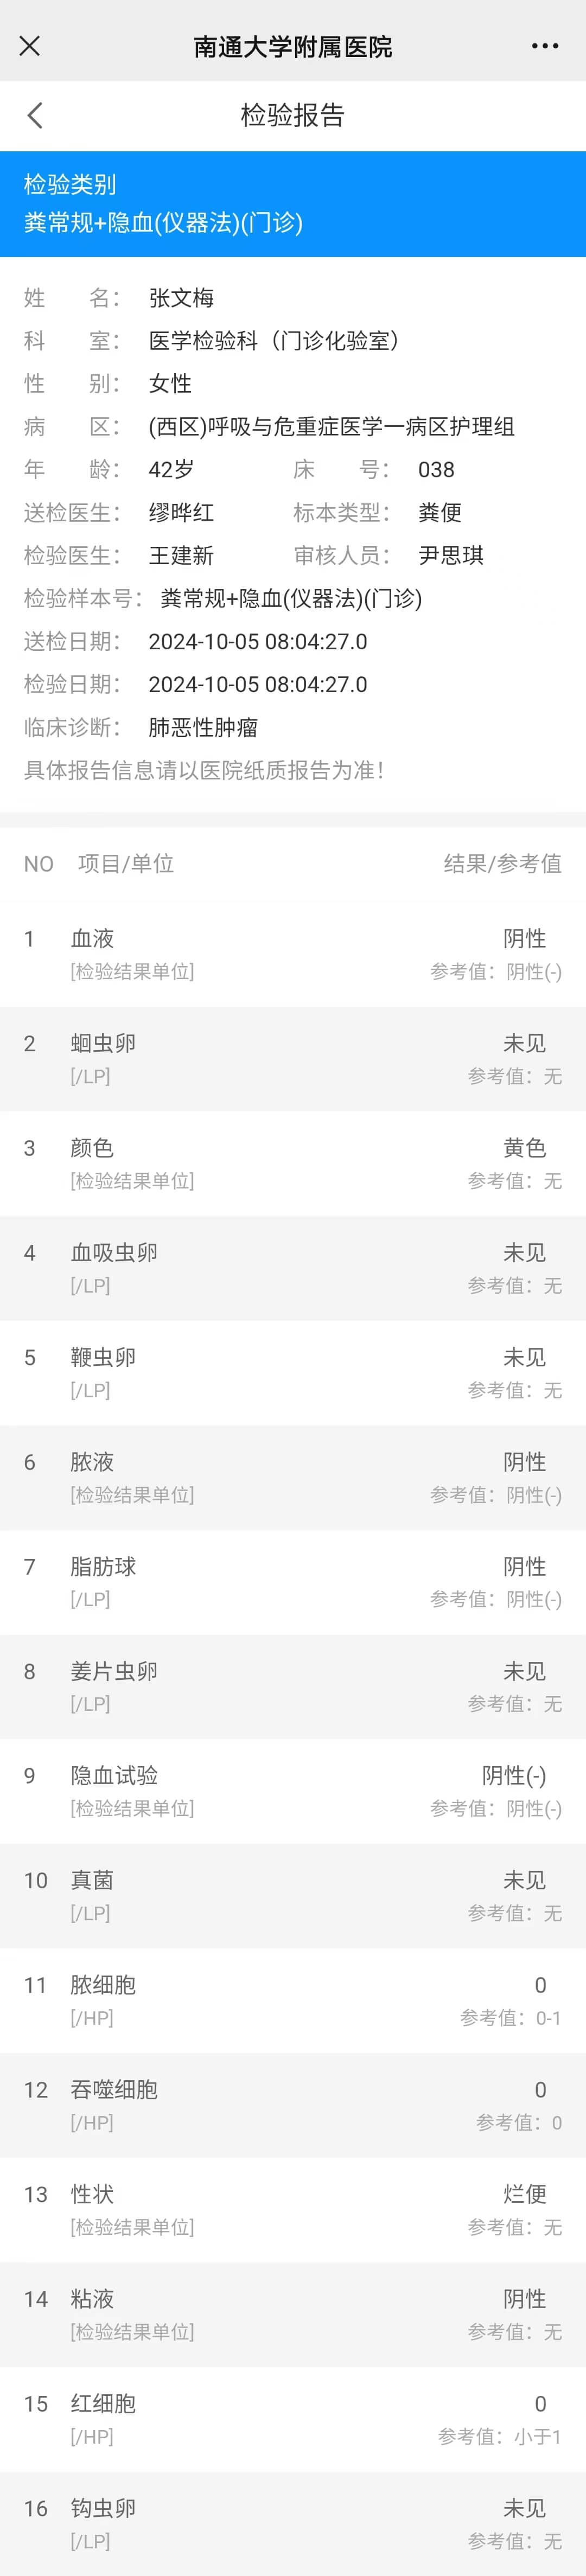 南通大学附属医院
检验报告
检验类别
粪常规+隐血(仪器法)(门诊)
姓 名： 张文梅
科 室： 医学检验科（门诊化验室）
性 别： 女性
病 区： (西区)呼吸与危重症医学一病区护理组
年 龄： 42岁 床 号： 038
送检医生： 缪晔红 标本类型： 粪便
检验医生： 王建新 审核人员： 尹思琪
检验样本号： 粪常规+隐血(仪器法)(门诊)
送检日期： 2024-10-05 08:04:27.0
检验日期： 2024-10-05 08:04:27.0
临床诊断： 肺恶性肿瘤
具体报告信息请以医院纸质报告为准！
NO 项目/单位 结果/参考值
1 血液 阴性
[检验结果单位] 参考值：阴性(-)
2 蛔虫卵 未见
[/LP] 参考值：无
3 颜色 黄色
[检验结果单位] 参考值：无
4 血吸虫卵 未见
[/LP] 参考值：无
5 鞭虫卵 未见
[/LP] 参考值：无
6 脓液 阴性
[检验结果单位] 参考值：阴性(-)
7 脂肪球 阴性
[/LP] 参考值：阴性(-)
8 姜片虫卵 未见
[/LP] 参考值：无
9 隐血试验 阴性(-)
[检验结果单位] 参考值：阴性(-)
10 真菌 未见
[/LP] 参考值：无
11 脓细胞 0
[/HP] 参考值：0-1
12 吞噬细胞 0
[/HP] 参考值：0
13 性状 烂便
[检验结果单位] 参考值：无
14 粘液 阴性
[检验结果单位] 参考值：无
15 红细胞 0
[/HP] 参考值：小于1
16 钩虫卵 未见
[/LP] 参考值：无